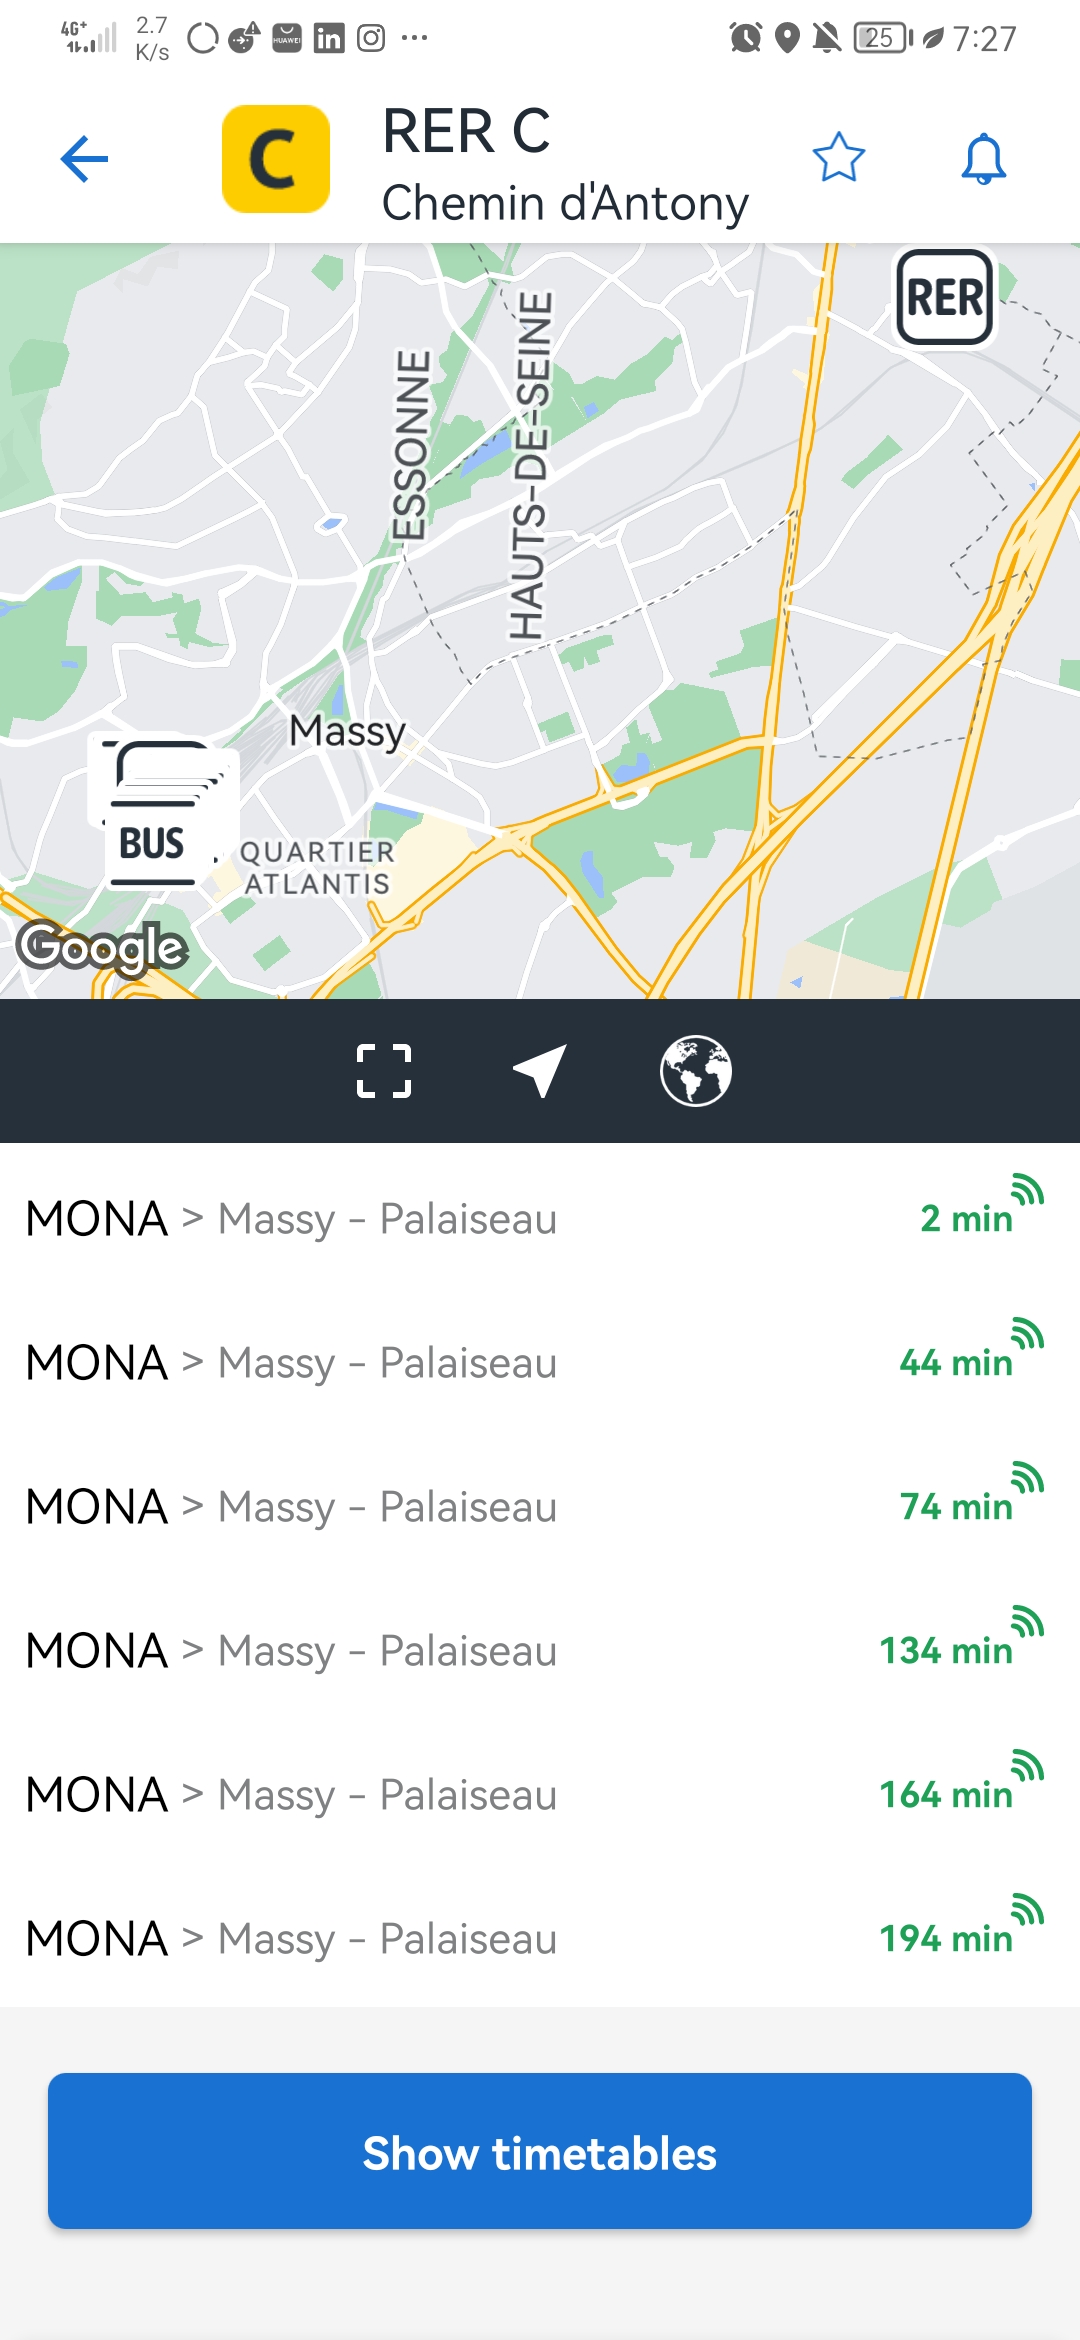 4G+
2.7
K/s
HUAWEI
in
25
7:27
C
RER C
Chemin d'Antony
RER
ESSONNE
HAUTS-DE-SEINE
Massy
BUS
QUARTIER
ATLANTIS
Google
MONA > Massy - Palaiseau 2 min
MONA > Massy - Palaiseau 44 min
MONA > Massy - Palaiseau 74 min
MONA > Massy - Palaiseau 134 min
MONA > Massy - Palaiseau 164 min
MONA > Massy - Palaiseau 194 min
Show timetables